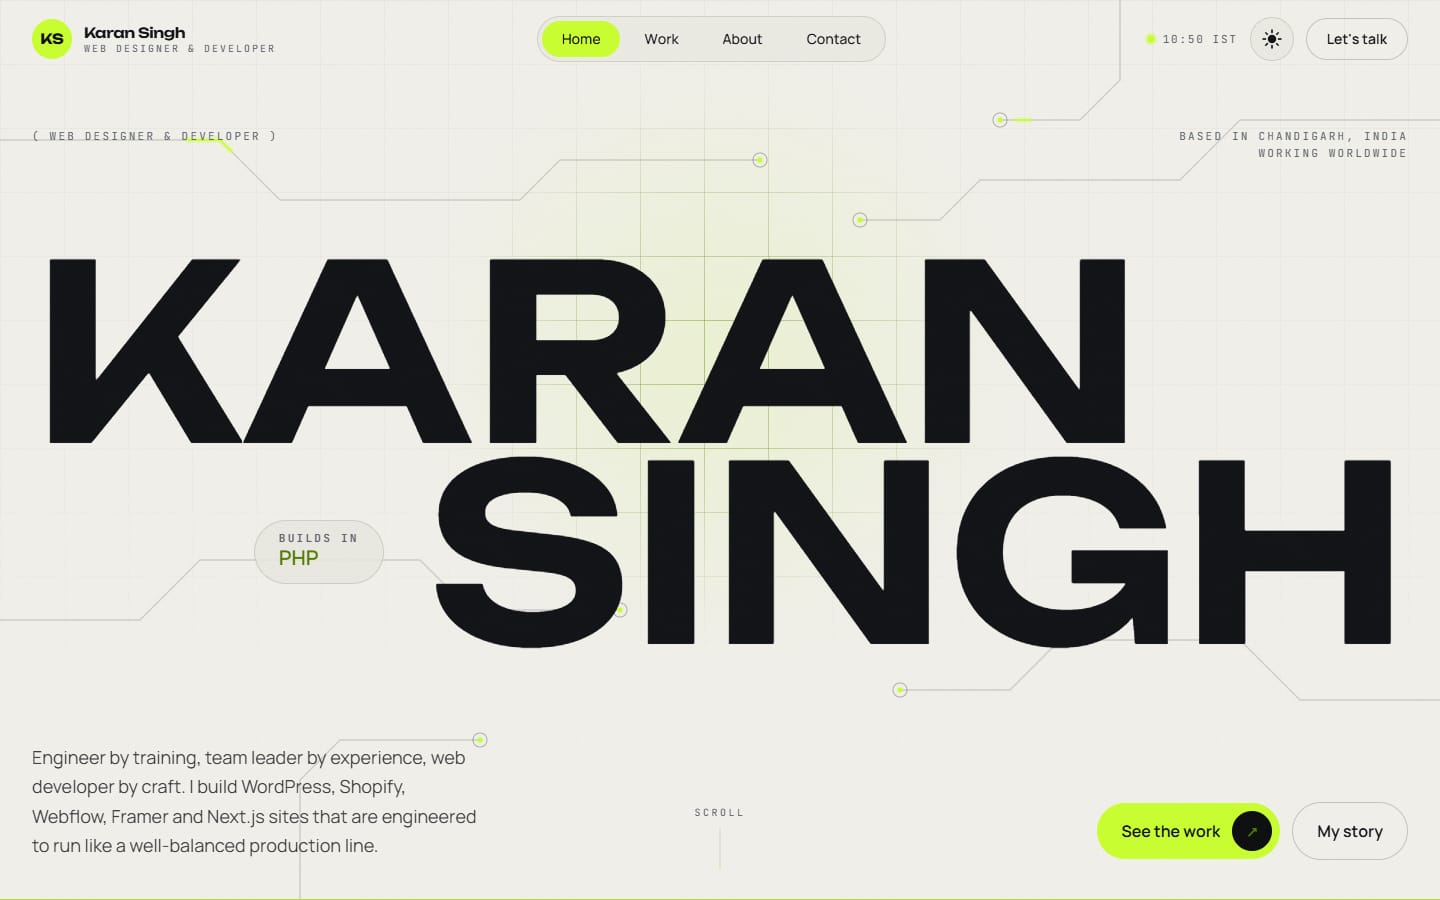 KS
Karan Singh
WEB DESIGNER & DEVELOPER
Home
Work
About
Contact
10:50 IST
Let's talk
( WEB DESIGNER & DEVELOPER )
BASED IN CHANDIGARH, INDIA
WORKING WORLDWIDE
KARAN
SINGH
BUILDS IN
PHP
Engineer by training, team leader by experience, web
developer by craft. I build WordPress, Shopify,
Webflow, Framer and Next.js sites that are engineered
to run like a well-balanced production line.
SCROLL
See the work ↗
My story